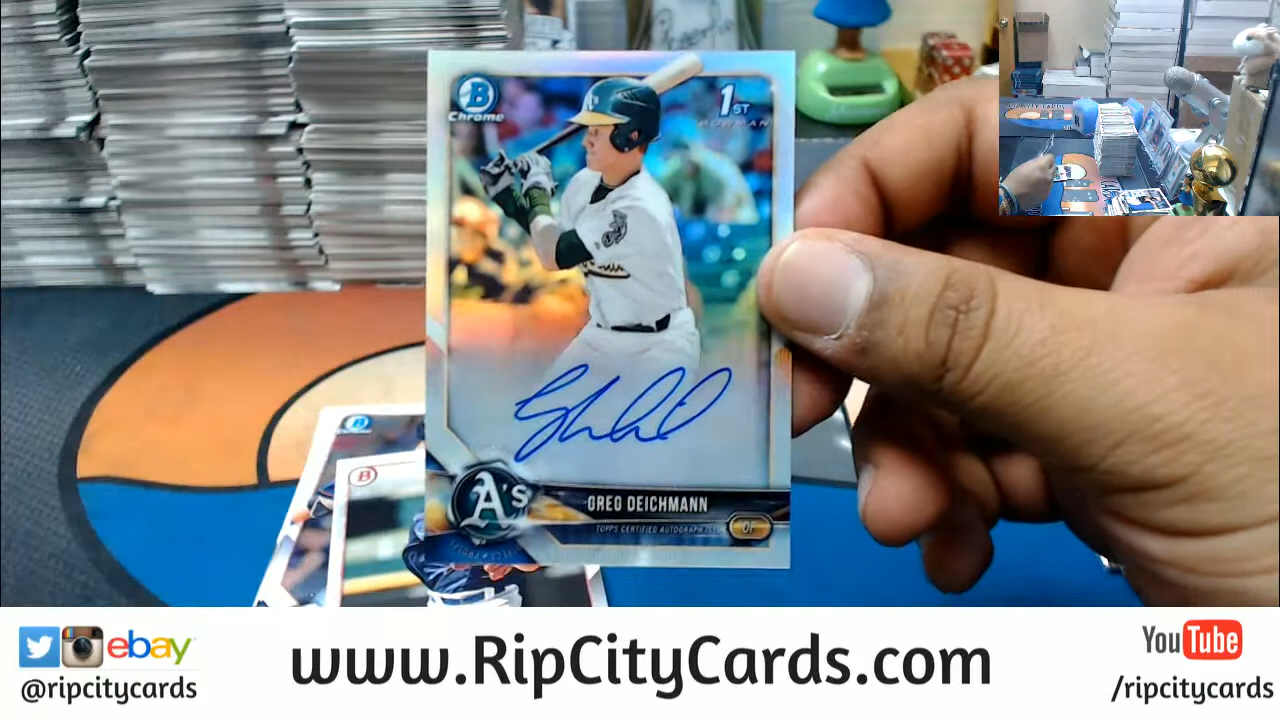 B
Chrome
1ST
BOWMAN
A's
GREG DEICHMANN
TOPPS CERTIFIED AUTOGRAPH ISSUE
OF
B
B
ebay
@ripcitycards
www.RipCityCards.com
YouTube
/ripcitycards